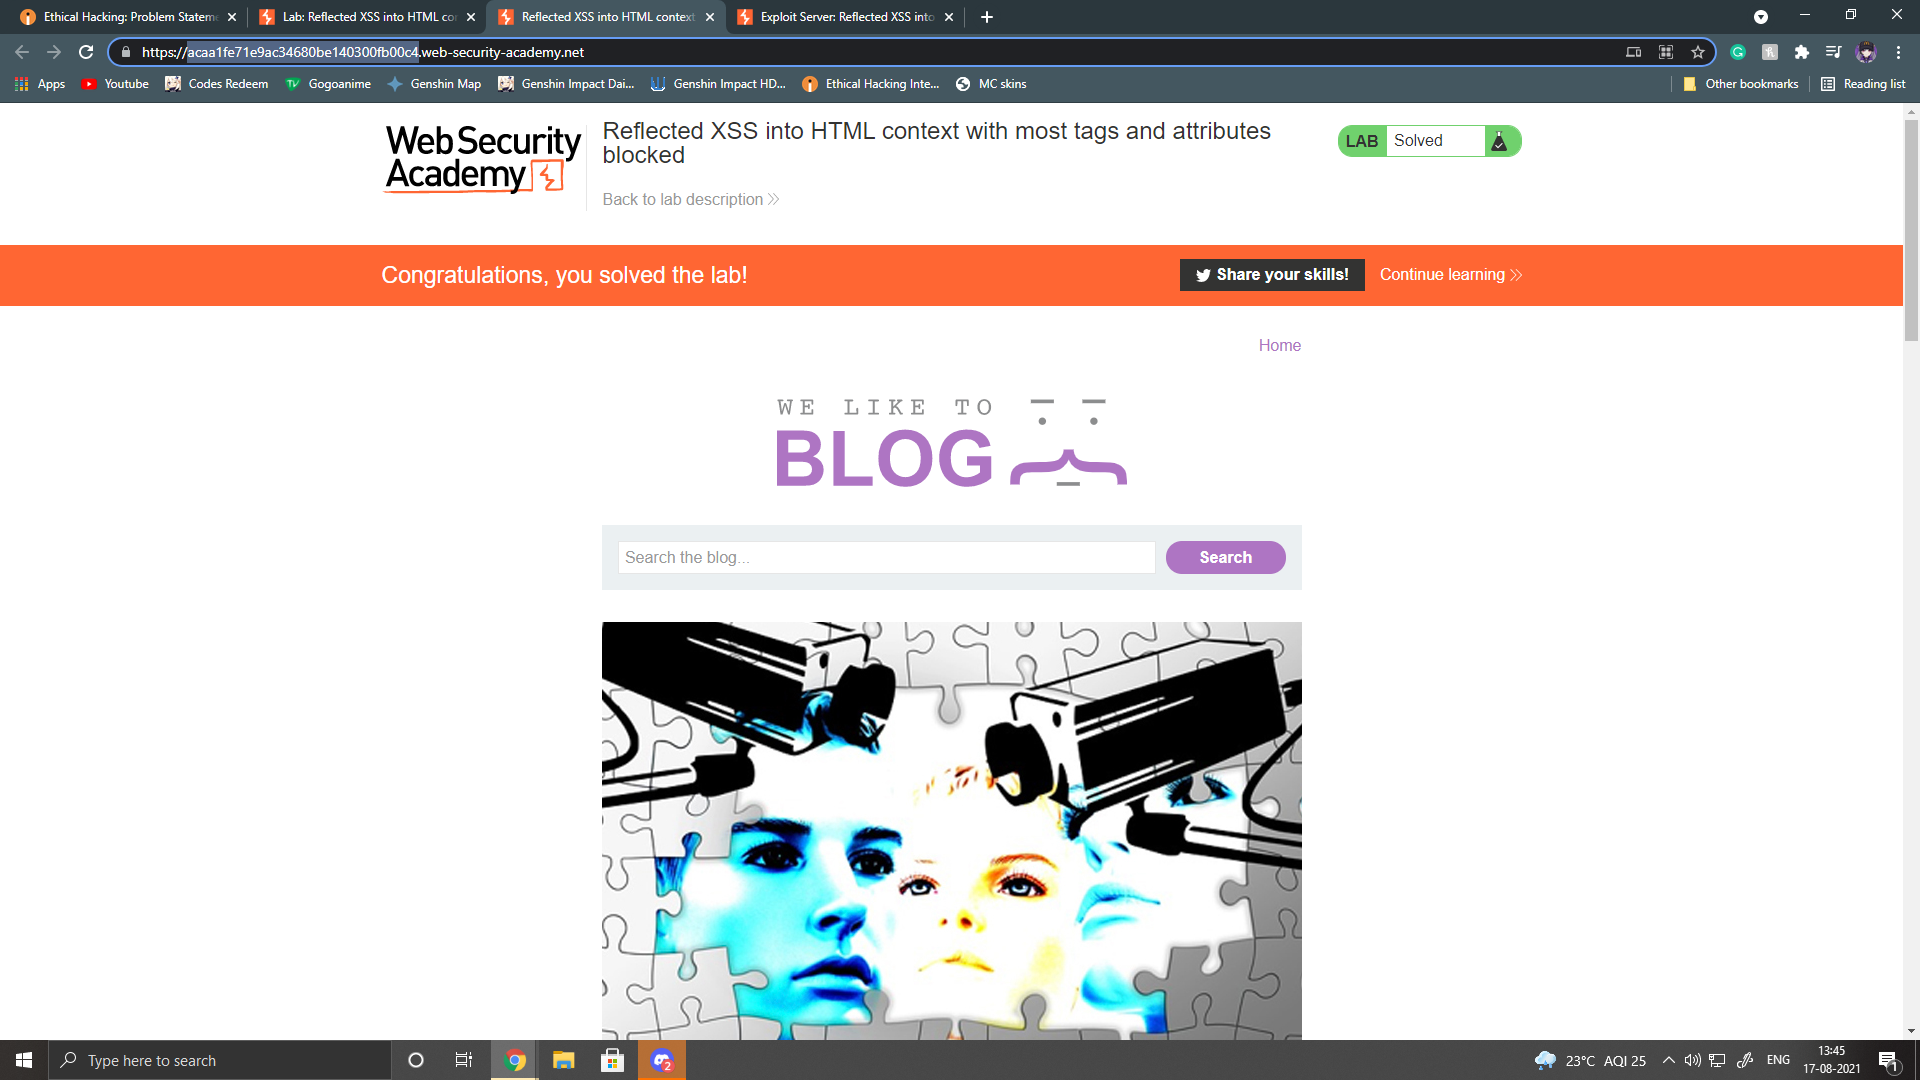 Ethical Hacking: Problem Stateme
Lab: Reflected XSS into HTML con
Reflected XSS into HTML context
Exploit Server: Reflected XSS into
https://acaa1fe71e9ac34680be140300fb00c4.web-security-academy.net
Apps
Youtube
Codes Redeem
Gogoanime
Genshin Map
Genshin Impact Dai...
Genshin Impact HD...
Ethical Hacking Inte...
MC skins
Other bookmarks
Reading list
Web Security
Academy
Reflected XSS into HTML context with most tags and attributes
blocked
LAB Solved
Back to lab description
Congratulations, you solved the lab!
Share your skills!
Continue learning
Home
WE LIKE TO
BLOG
Search the blog...
Search
Type here to search
2
23°C AQI 25
ENG
13:45
17-08-2021
1